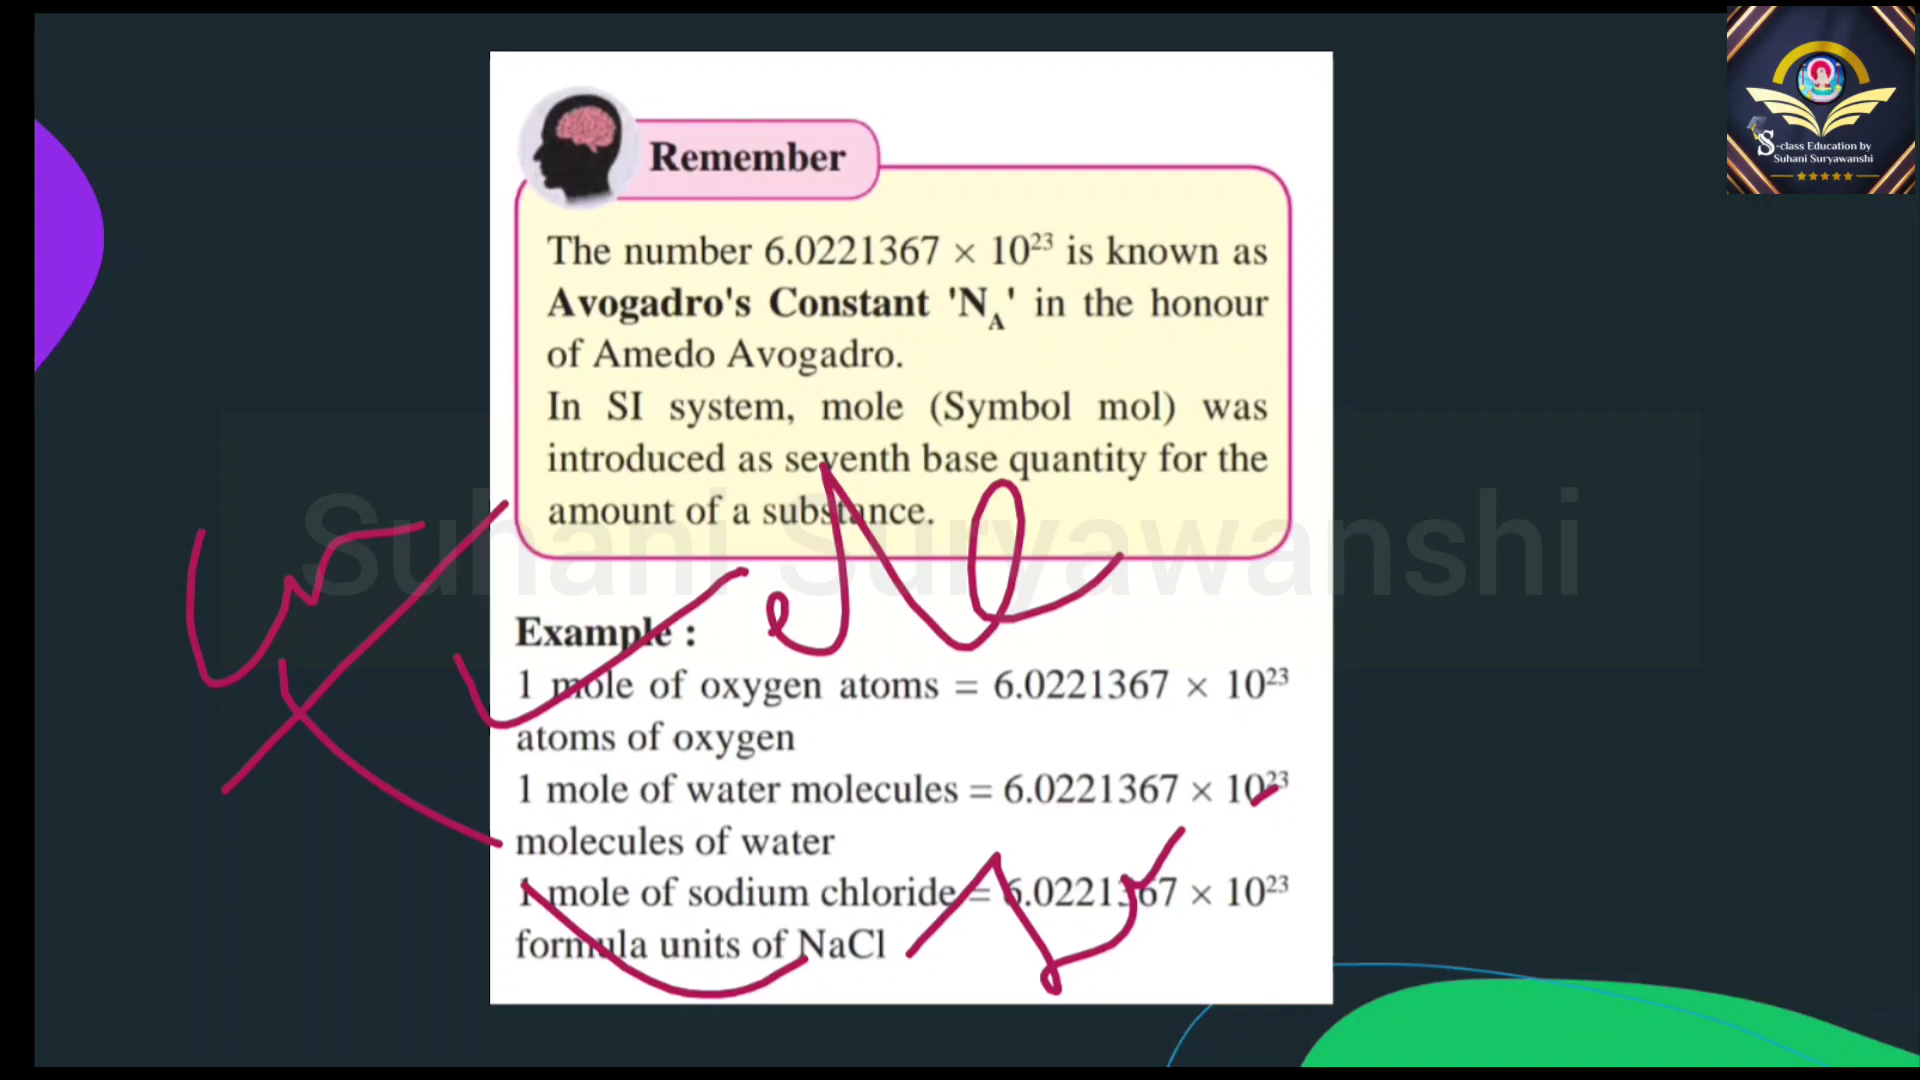 Remember
The number 6.0221367 × 10²³ is known as
Avogadro's Constant 'N_A' in the honour
of Amedo Avogadro.
In SI system, mole (Symbol mol) was
introduced as seventh base quantity for the
amount of a substance.
Example :
1 mole of oxygen atoms = 6.0221367 × 10²³
atoms of oxygen
1 mole of water molecules = 6.0221367 × 10²³
molecules of water
1 mole of sodium chloride = 6.0221367 × 10²³
formula units of NaCl
S-class Education by
Suhani Suryawanshi
Suhani Suryawanshi